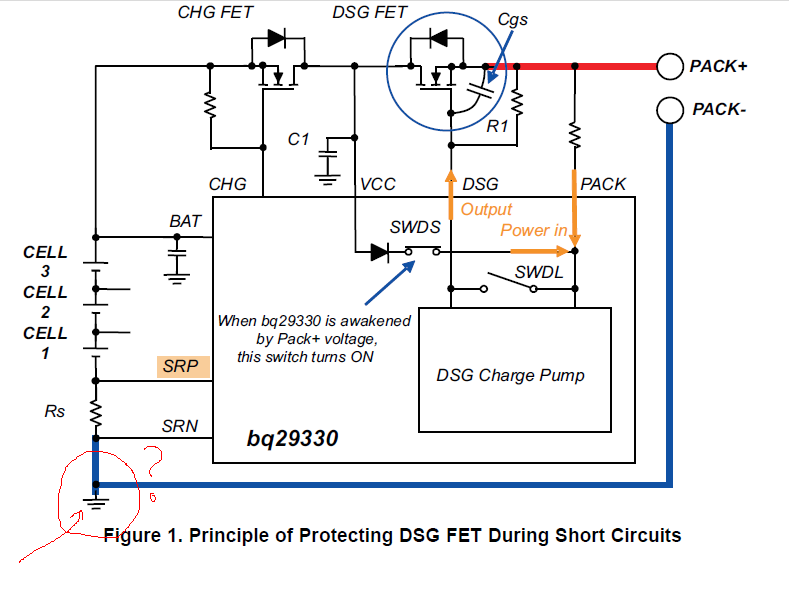 CHG FET
DSG FET
Cgs
PACK+
PACK-
R1
C1
CHG
VCC
DSG
PACK
Output
Power in
BAT
SWDS
SWDL
CELL
3
CELL
2
CELL
1
When bq29330 is awakened
by Pack+ voltage,
this switch turns ON
DSG Charge Pump
SRP
Rs
SRN
bq29330
?
Figure 1. Principle of Protecting DSG FET During Short Circuits